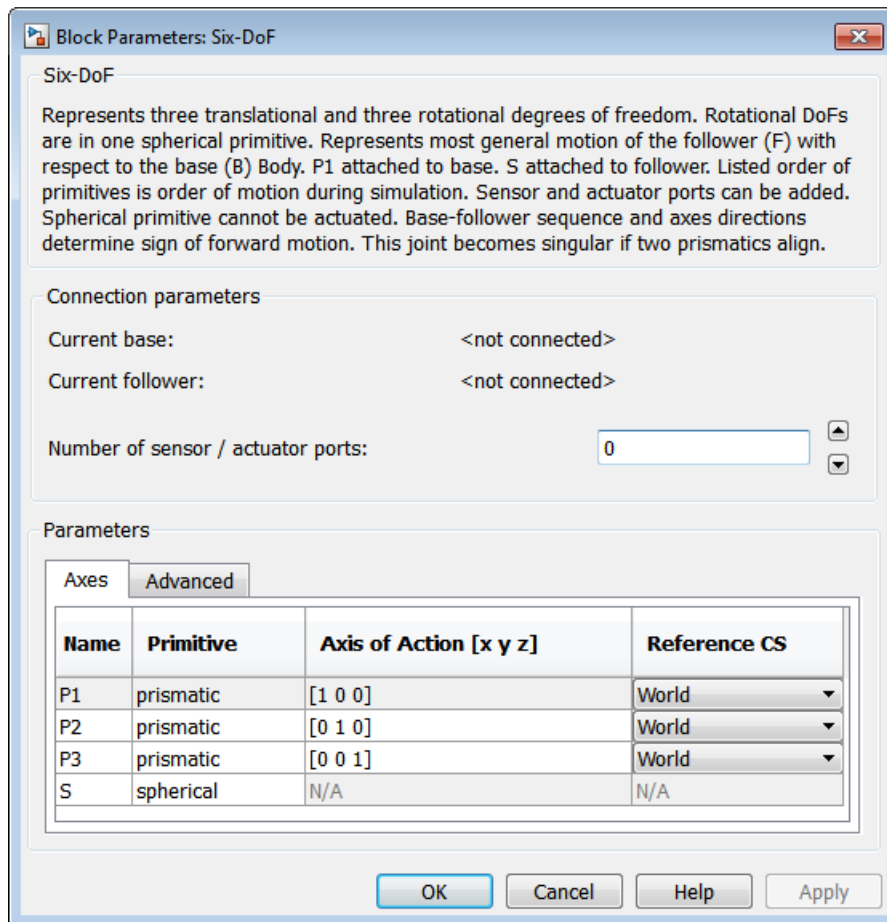 Block Parameters: Six-DoF
Six-DoF
Represents three translational and three rotational degrees of freedom. Rotational DoFs
are in one spherical primitive. Represents most general motion of the follower (F) with
respect to the base (B) Body. P1 attached to base. S attached to follower. Listed order of
primitives is order of motion during simulation. Sensor and actuator ports can be added.
Spherical primitive cannot be actuated. Base-follower sequence and axes directions
determine sign of forward motion. This joint becomes singular if two prismatics align.
Connection parameters
Current base: <not connected>
Current follower: <not connected>
Number of sensor / actuator ports: 0
Parameters
Axes Advanced
Name Primitive Axis of Action [x y z] Reference CS
P1 prismatic [1 0 0] World
P2 prismatic [0 1 0] World
P3 prismatic [0 0 1] World
S spherical N/A N/A
OK Cancel Help Apply